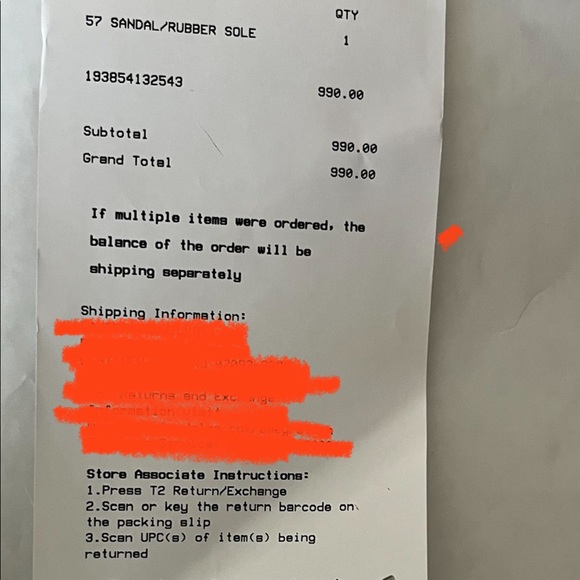 QTY
57 SANDAL/RUBBER SOLE 1
193854132543 990.00
Subtotal 990.00
Grand Total 990.00
If multiple items were ordered, the
balance of the order will be
shipping separately
Shipping Information:
Returns and Exchange
Store Associate Instructions:
1.Press T2 Return/Exchange
2.Scan or key the return barcode on
the packing slip
3.Scan UPC(s) of item(s) being
returned